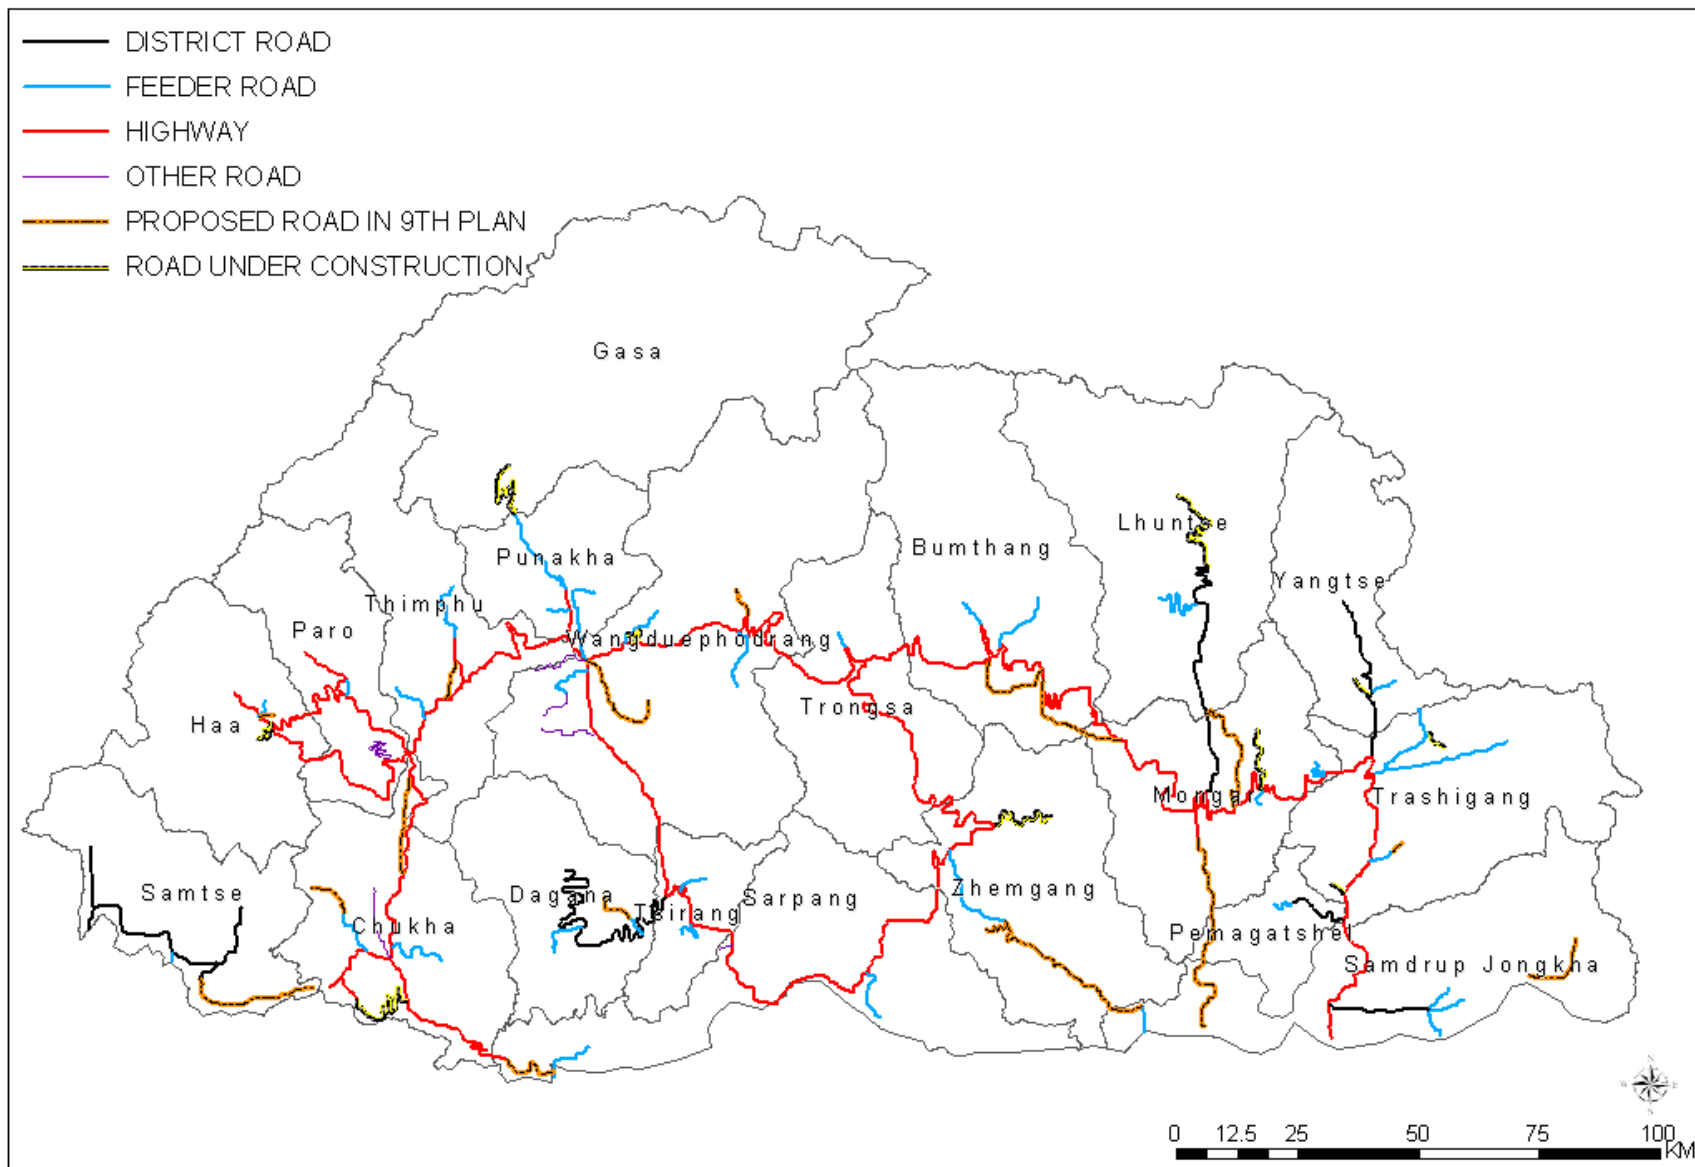 DISTRICT ROAD
FEEDER ROAD
HIGHWAY
OTHER ROAD
PROPOSED ROAD IN 9TH PLAN
ROAD UNDER CONSTRUCTION
Gasa
Lhuntse
Bumthang
Punakha
Yangtse
Thimphu
Paro
Wangduephodrang
Trongsa
Haa
Mongar
Trashigang
Samtse
Dagana
Zhemgang
Sarpang
Tsirang
Chukha
Pemagatshel
Samdrup Jongkha
N
W E
S
0 12.5 25 50 75 100
KM